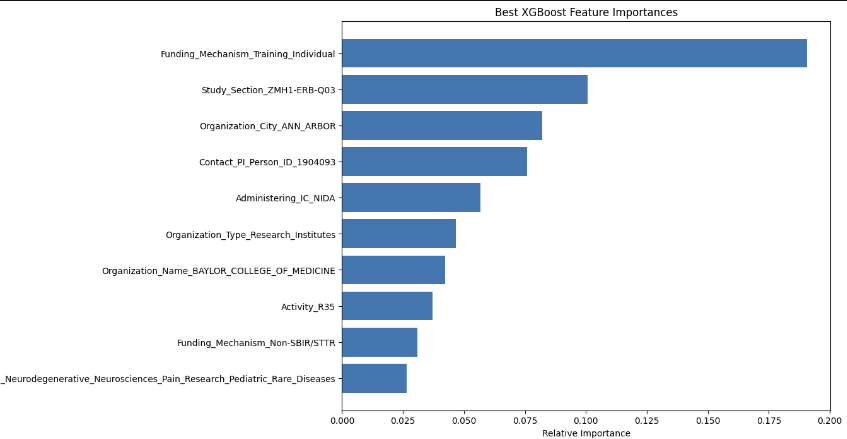 Best XGBoost Feature Importances
Funding_Mechanism_Training_Individual
Study_Section_ZMH1-ERB-Q03
Organization_City_ANN_ARBOR
Contact_PI_Person_ID_1904093
Administering_IC_NIDA
Organization_Type_Research_Institutes
Organization_Name_BAYLOR_COLLEGE_OF_MEDICINE
Activity_R35
Funding_Mechanism_Non-SBIR/STTR
_Neurodegenerative_Neurosciences_Pain_Research_Pediatric_Rare_Diseases
0.000 0.025 0.050 0.075 0.100 0.125 0.150 0.175 0.200
Relative Importance